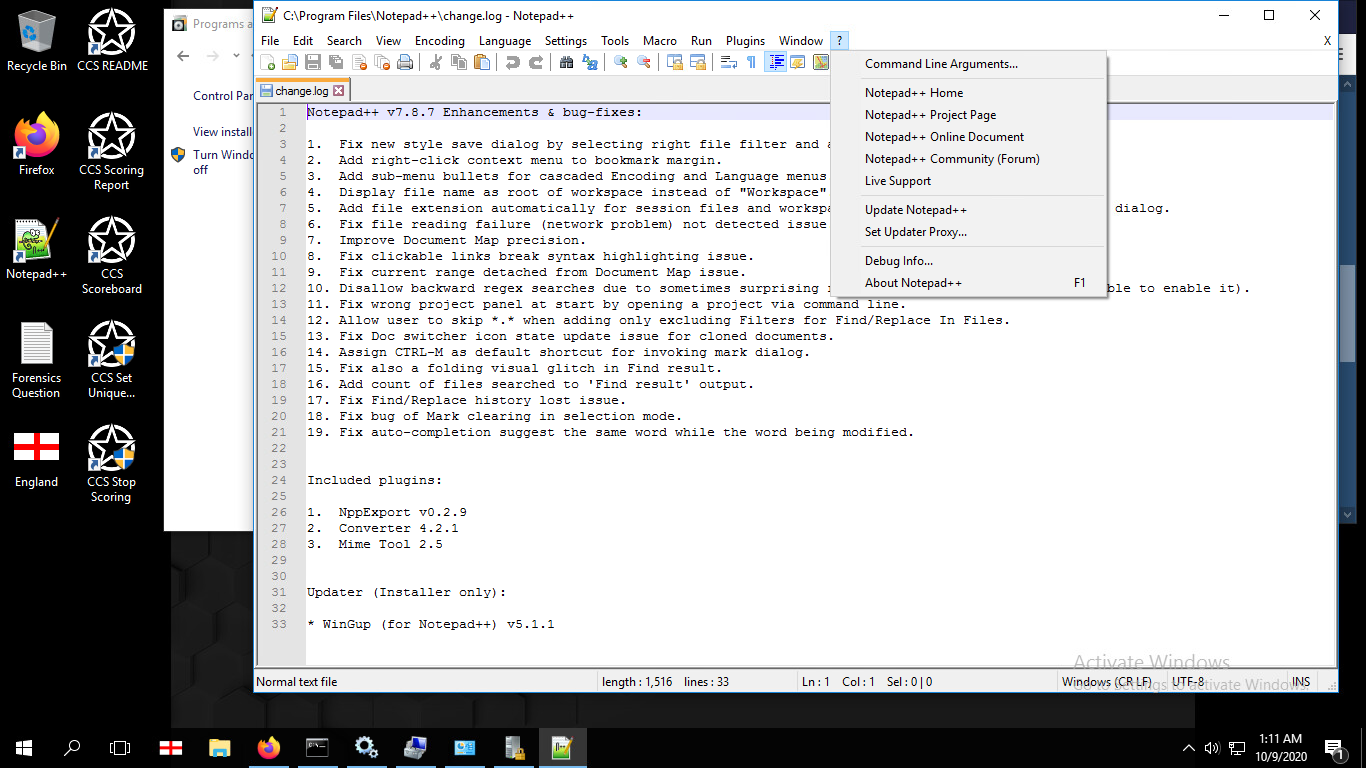 Recycle Bin
CCS README
Firefox
CCS Scoring
Report
Notepad++
CCS
Scoreboard
Forensics
Question
CCS Set
Unique...
England
CCS Stop
Scoring
Programs a
Control Par
View install
Turn Windo
off
C:\Program Files\Notepad++\change.log - Notepad++
File Edit Search View Encoding Language Settings Tools Macro Run Plugins Window ? X
change.log
1 Notepad++ v7.8.7 Enhancements & bug-fixes:
2
3 1. Fix new style save dialog by selecting right file filter and a
4 2. Add right-click context menu to bookmark margin.
5 3. Add sub-menu bullets for cascaded Encoding and Language menus
6 4. Display file name as root of workspace instead of "Workspace"
7 5. Add file extension automatically for session files and workspa dialog.
8 6. Fix file reading failure (network problem) not detected issue
9 7. Improve Document Map precision.
10 8. Fix clickable links break syntax highlighting issue.
11 9. Fix current range detached from Document Map issue.
12 10. Disallow backward regex searches due to sometimes surprising ble to enable it).
13 11. Fix wrong project panel at start by opening a project via command line.
14 12. Allow user to skip *.* when adding only excluding Filters for Find/Replace In Files.
15 13. Fix Doc switcher icon state update issue for cloned documents.
16 14. Assign CTRL-M as default shortcut for invoking mark dialog.
17 15. Fix also a folding visual glitch in Find result.
18 16. Add count of files searched to 'Find result' output.
19 17. Fix Find/Replace history lost issue.
20 18. Fix bug of Mark clearing in selection mode.
21 19. Fix auto-completion suggest the same word while the word being modified.
22
23
24 Included plugins:
25
26 1. NppExport v0.2.9
27 2. Converter 4.2.1
28 3. Mime Tool 2.5
29
30
31 Updater (Installer only):
32
33 * WinGup (for Notepad++) v5.1.1
Command Line Arguments...
Notepad++ Home
Notepad++ Project Page
Notepad++ Online Document
Notepad++ Community (Forum)
Live Support
Update Notepad++
Set Updater Proxy...
Debug Info...
About Notepad++ F1
Activate Windows
Go to Settings to activate Windows.
Normal text file length : 1,516 lines : 33 Ln : 1 Col : 1 Sel : 0 | 0 Windows (CR LF) UTF-8 INS
1:11 AM
10/9/2020
1